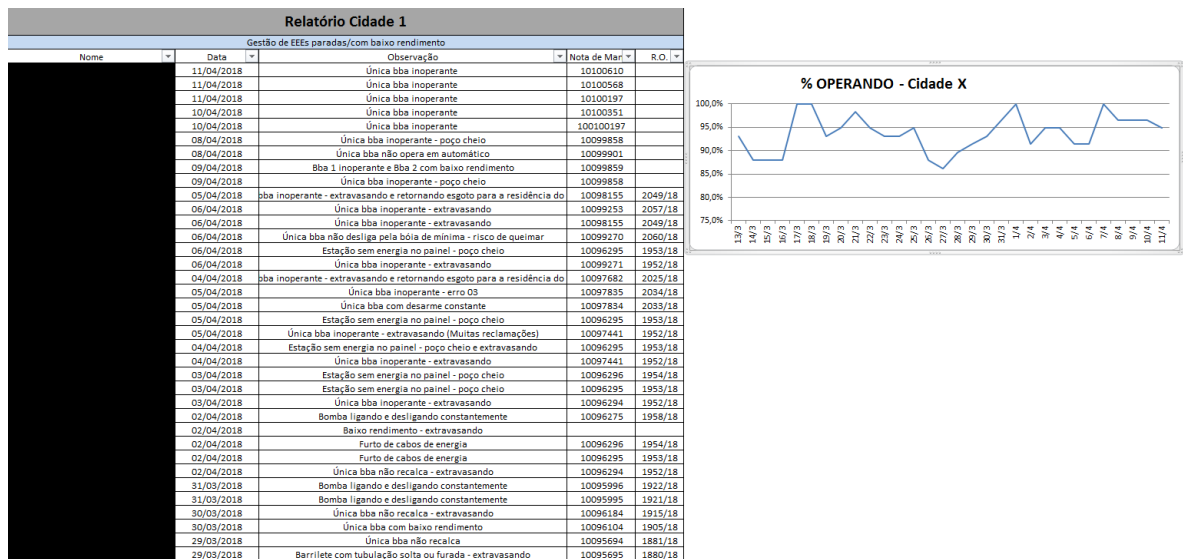 Relatório Cidade 1
Gestão de EEEs paradas/com baixo rendimento
Nome Data Observação Nota de Mar R.O.
11/04/2018 Única bba inoperante 10100610
11/04/2018 Única bba inoperante 10100568
11/04/2018 Única bba inoperante 10100197
10/04/2018 Única bba inoperante 10100351
10/04/2018 Única bba inoperante 100100197
08/04/2018 Única bba inoperante - poço cheio 10099858
08/04/2018 Única bba não opera em automático 10099901
09/04/2018 Bba 1 inoperante e Bba 2 com baixo rendimento 10099859
09/04/2018 Única bba inoperante - poço cheio 10099858
05/04/2018 bba inoperante - extravasando e retornando esgoto para a residência do 10098155 2049/18
06/04/2018 Única bba inoperante - extravasando 10099253 2057/18
06/04/2018 Única bba inoperante - extravasando 10098155 2049/18
06/04/2018 Única bba não desliga pela bóia de mínima - risco de queimar 10099270 2060/18
06/04/2018 Estação sem energia no painel - poço cheio 10096295 1953/18
06/04/2018 Única bba inoperante - extravasando 10099271 1952/18
04/04/2018 bba inoperante - extravasando e retornando esgoto para a residência do 10097682 2025/18
05/04/2018 Única bba inoperante - erro 03 10097835 2034/18
05/04/2018 Única bba com desarme constante 10097834 2033/18
05/04/2018 Estação sem energia no painel - poço cheio 10096295 1953/18
05/04/2018 Única bba inoperante - extravasando (Muitas reclamações) 10097441 1952/18
04/04/2018 Estação sem energia no painel - poço cheio e extravasando 10096295 1953/18
04/04/2018 Única bba inoperante - extravasando 10097441 1952/18
03/04/2018 Estação sem energia no painel - poço cheio 10096296 1954/18
03/04/2018 Estação sem energia no painel - poço cheio 10096295 1953/18
03/04/2018 Única bba inoperante - extravasando 10096294 1952/18
02/04/2018 Bomba ligando e desligando constantemente 10096275 1958/18
02/04/2018 Baixo rendimento - extravasando
02/04/2018 Furto de cabos de energia 10096296 1954/18
02/04/2018 Furto de cabos de energia 10096295 1953/18
02/04/2018 Única bba não recalca - extravasando 10096294 1952/18
31/03/2018 Bomba ligando e desligando constantemente 10095996 1922/18
31/03/2018 Bomba ligando e desligando constantemente 10095995 1921/18
30/03/2018 Única bba não recalca - extravasando 10096184 1915/18
30/03/2018 Única bba com baixo rendimento 10096104 1905/18
29/03/2018 Única bba não recalca 10095694 1881/18
29/03/2018 Barrilete com tubulação solta ou furada - extravasando 10095695 1880/18
% OPERANDO - Cidade X
100,0%
95,0%
90,0%
85,0%
80,0%
75,0%
13/3 14/3 15/3 16/3 17/3 18/3 19/3 20/3 21/3 22/3 23/3 24/3 25/3 26/3 27/3 28/3 29/3 30/3 31/3 1/4 2/4 3/4 4/4 5/4 6/4 7/4 8/4 9/4 10/4 11/4